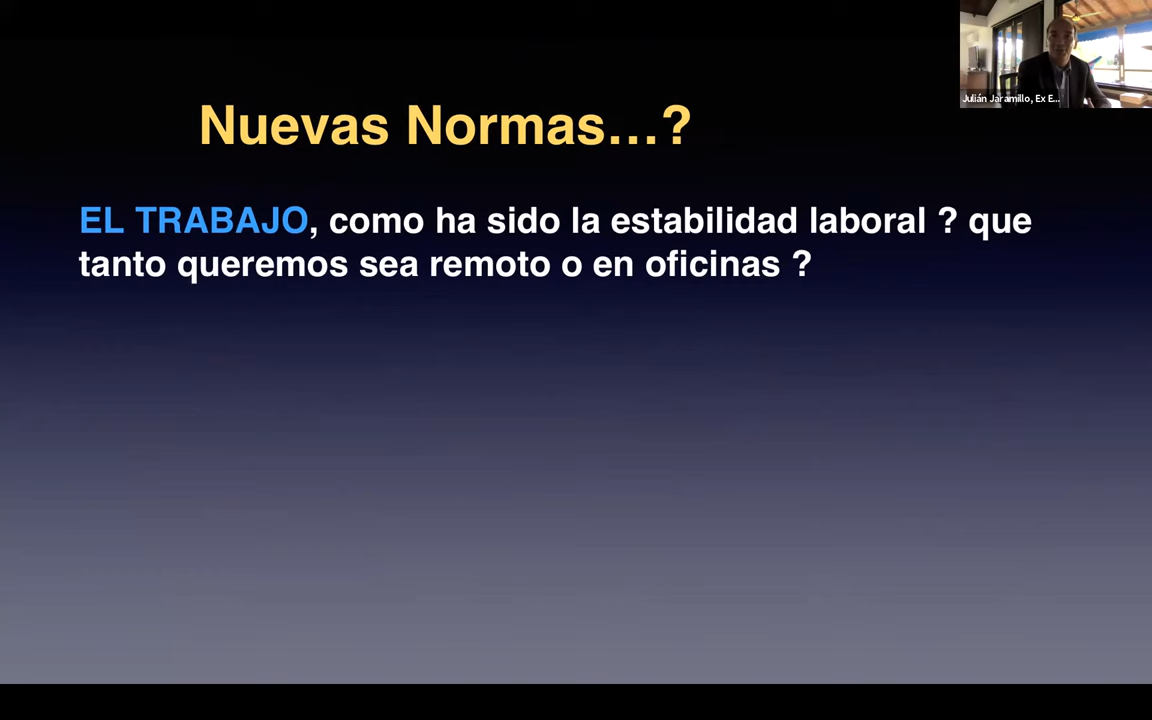 Julián Jaramillo, Ex E...
Nuevas Normas...?
EL TRABAJO, como ha sido la estabilidad laboral ? que
tanto queremos sea remoto o en oficinas ?